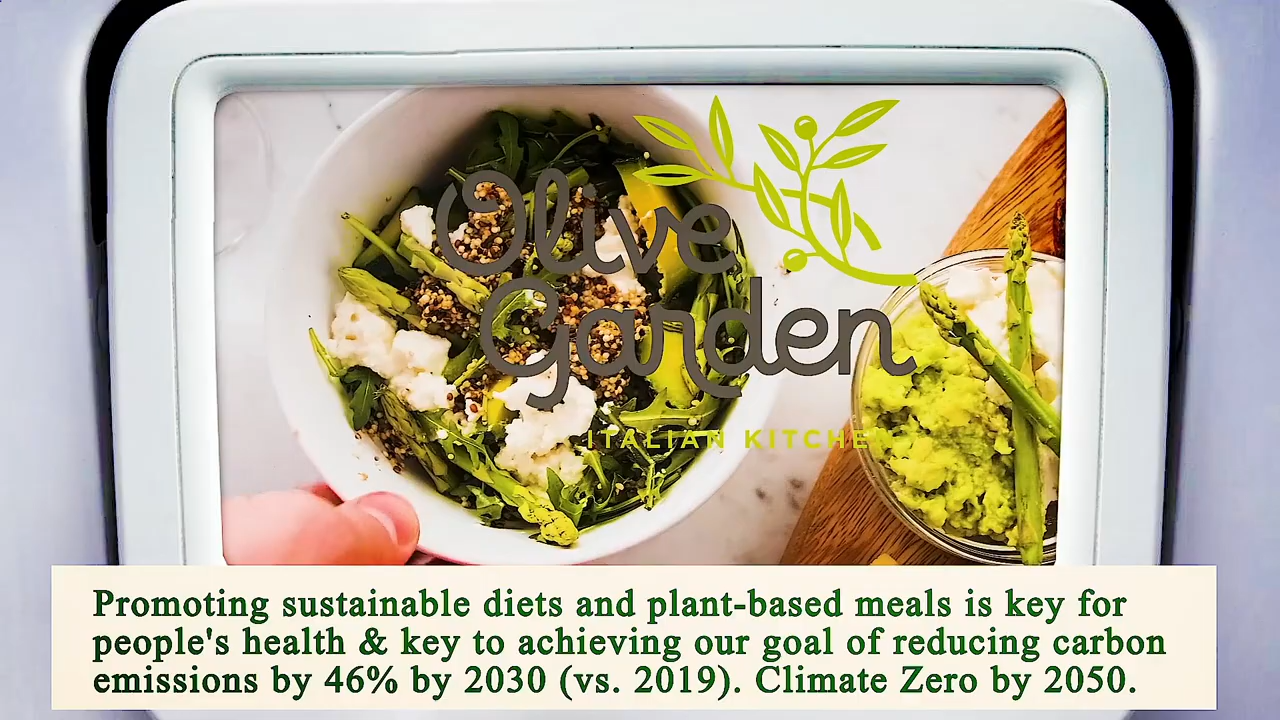 Olive
Garden
ITALIAN KITCHEN
Promoting sustainable diets and plant-based meals is key for
people's health & key to achieving our goal of reducing carbon
emissions by 46% by 2030 (vs. 2019). Climate Zero by 2050.